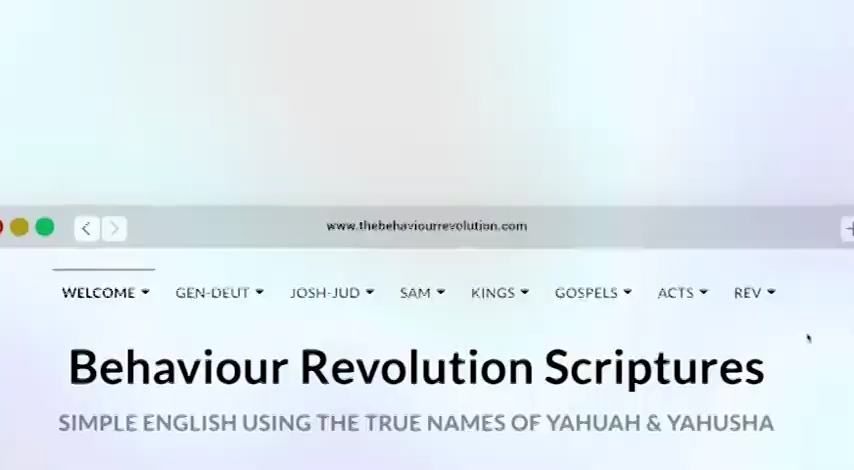 www.thebehaviourrevolution.com
WELCOME GEN-DEUT JOSH-JUD SAM KINGS GOSPELS ACTS REV
Behaviour Revolution Scriptures
SIMPLE ENGLISH USING THE TRUE NAMES OF YAHUAH & YAHUSHA